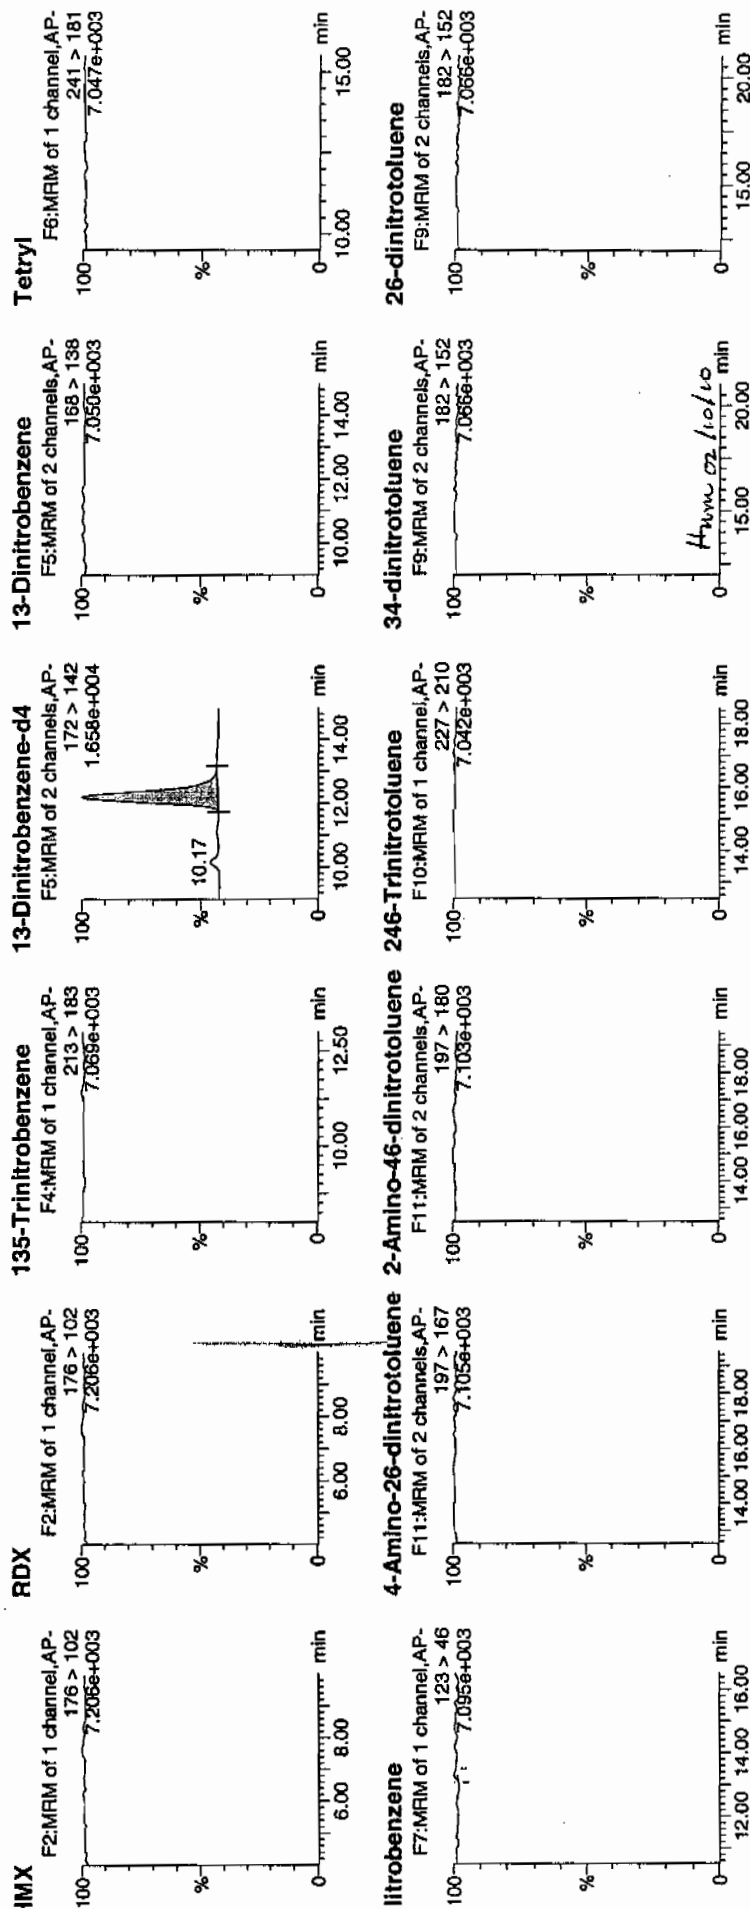 HMX
F2:MRM of 1 channel,AP-
176 > 102
7.206e+003
100
%
0
6.00 8.00
min
RDX
F2:MRM of 1 channel,AP-
176 > 102
7.206e+003
100
%
0
6.00 8.00
min
135-Trinitrobenzene
F4:MRM of 1 channel,AP-
213 > 183
7.069e+003
100
%
0
10.00 12.50
min
13-Dinitrobenzene-d4
F5:MRM of 2 channels,AP-
172 > 142
1.658e+004
100
10.17
%
0
10.00 12.00 14.00
min
13-Dinitrobenzene
F5:MRM of 2 channels,AP-
168 > 138
7.050e+003
100
%
0
10.00 12.00 14.00
min
Tetryl
F6:MRM of 1 channel,AP-
241 > 181
7.047e+003
100
%
0
10.00 15.00
min
litrobenzene
F7:MRM of 1 channel,AP-
123 > 46
7.095e+003
100
%
0
12.00 14.00 16.00
min
4-Amino-26-dinitrotoluene
F11:MRM of 2 channels,AP-
197 > 167
7.105e+003
100
%
0
14.00 16.00 18.00
min
2-Amino-46-dinitrotoluene
F11:MRM of 2 channels,AP-
197 > 180
7.103e+003
100
%
0
14.00 16.00 18.00
min
246-Trinitrotoluene
F10:MRM of 1 channel,AP-
227 > 210
7.042e+003
100
%
0
14.00 16.00 18.00
min
34-dinitrotoluene
F9:MRM of 2 channels,AP-
182 > 152
7.066e+003
100
%
0
15.00 20.00
min
02/10/10
26-dinitrotoluene
F9:MRM of 2 channels,AP-
182 > 152
7.066e+003
100
%
0
15.00 20.00
min